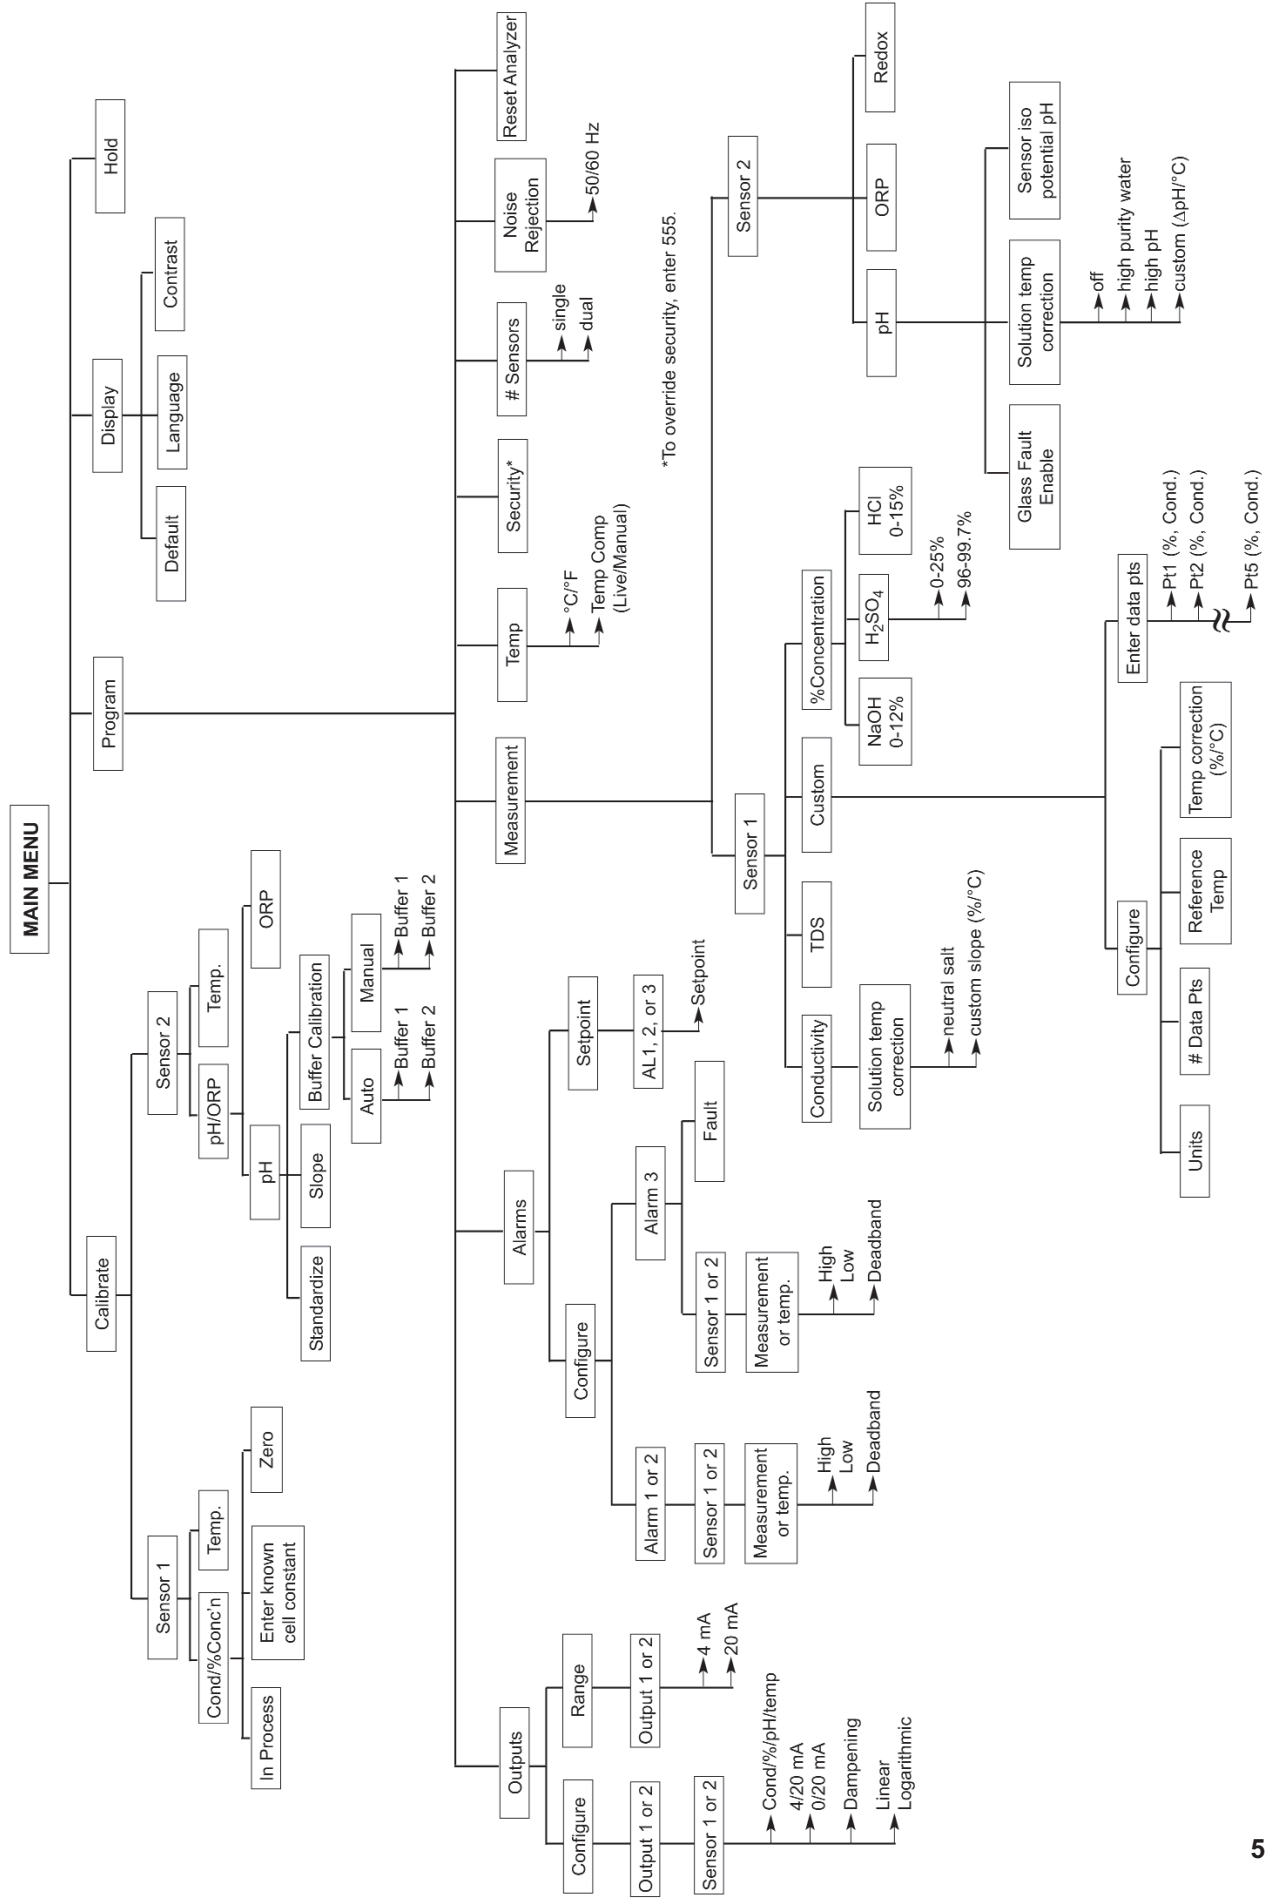 MAIN MENU
Calibrate
Program
Display
Hold
Sensor 1
Sensor 2
Default
Language
Contrast
Cond/%Conc'n
Temp.
pH/ORP
Temp.
In Process
Enter known
cell constant
Zero
pH
ORP
Standardize
Slope
Buffer Calibration
Auto
Manual
Buffer 1
Buffer 2
Buffer 1
Buffer 2
Outputs
Alarms
Measurement
Temp
Security*
# Sensors
Noise
Rejection
Reset Analyzer
°C/°F
Temp Comp
(Live/Manual)
single
dual
50/60 Hz
*To override security, enter 555.
Configure
Range
Output 1 or 2
Output 1 or 2
Sensor 1 or 2
4 mA
20 mA
Cond/%/pH/temp
4/20 mA
0/20 mA
Dampening
Linear
Logarithmic
Configure
Setpoint
Alarm 1 or 2
Alarm 3
AL1, 2, or 3
Setpoint
Sensor 1 or 2
Sensor 1 or 2
Fault
Measurement
or temp.
Measurement
or temp.
High
Low
Deadband
High
Low
Deadband
Sensor 1
Sensor 2
Conductivity
TDS
Custom
%Concentration
Solution temp
correction
neutral salt
custom slope (%/°C)
NaOH
0-12%
H2SO4
HCl
0-15%
0-25%
96-99.7%
pH
ORP
Redox
Glass Fault
Enable
Solution temp
correction
Sensor iso
potential pH
off
high purity water
high pH
custom (ΔpH/°C)
Configure
Enter data pts
Units
# Data Pts
Reference
Temp
Temp correction
(%/°C)
Pt1 (%, Cond.)
Pt2 (%, Cond.)
Pt5 (%, Cond.)
5